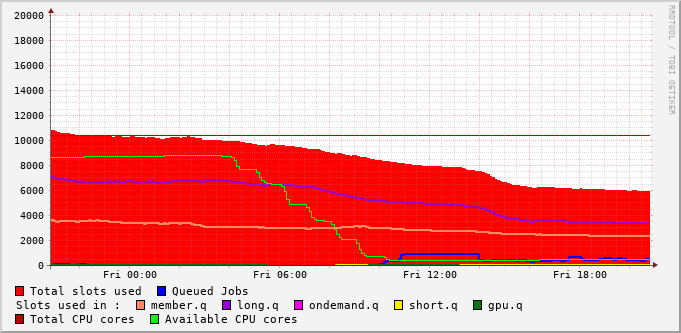 20000
18000
16000
14000
12000
10000
8000
6000
4000
2000
0
Fri 00:00 Fri 06:00 Fri 12:00 Fri 18:00
Total slots used Queued Jobs
Slots used in : member.q long.q ondemand.q short.q gpu.q
Total CPU cores Available CPU cores
RRDTOOL / TOBI OETIKER